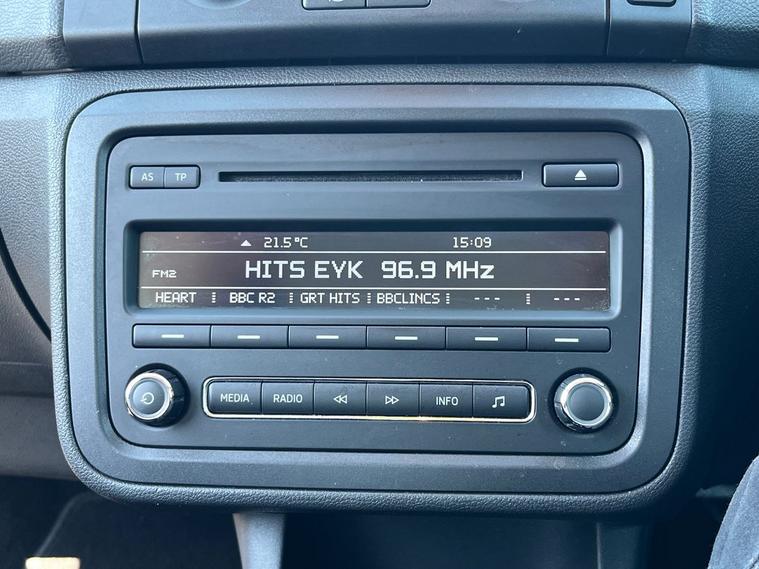 AS TP
21.5°C 15:09
FM2 HITS EYK 96.9 MHz
HEART BBC R2 GRT HITS BBCLINCS --- ---
MEDIA RADIO INFO